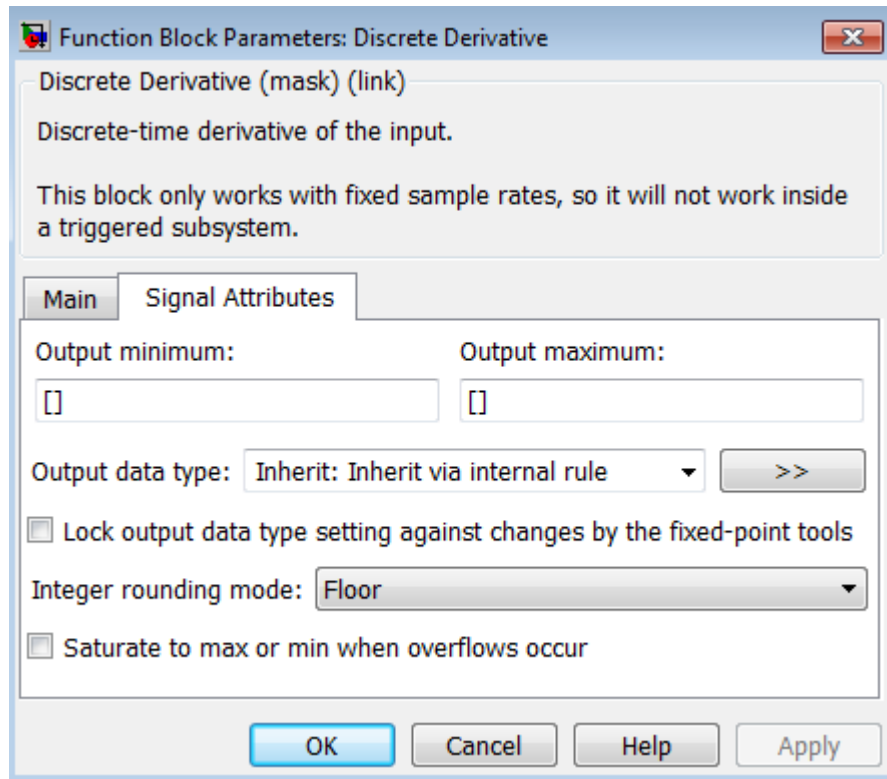 Function Block Parameters: Discrete Derivative
Discrete Derivative (mask) (link)
Discrete-time derivative of the input.
This block only works with fixed sample rates, so it will not work inside
a triggered subsystem.
Main Signal Attributes
Output minimum: Output maximum:
[] []
Output data type: Inherit: Inherit via internal rule >>
Lock output data type setting against changes by the fixed-point tools
Integer rounding mode: Floor
Saturate to max or min when overflows occur
OK Cancel Help Apply